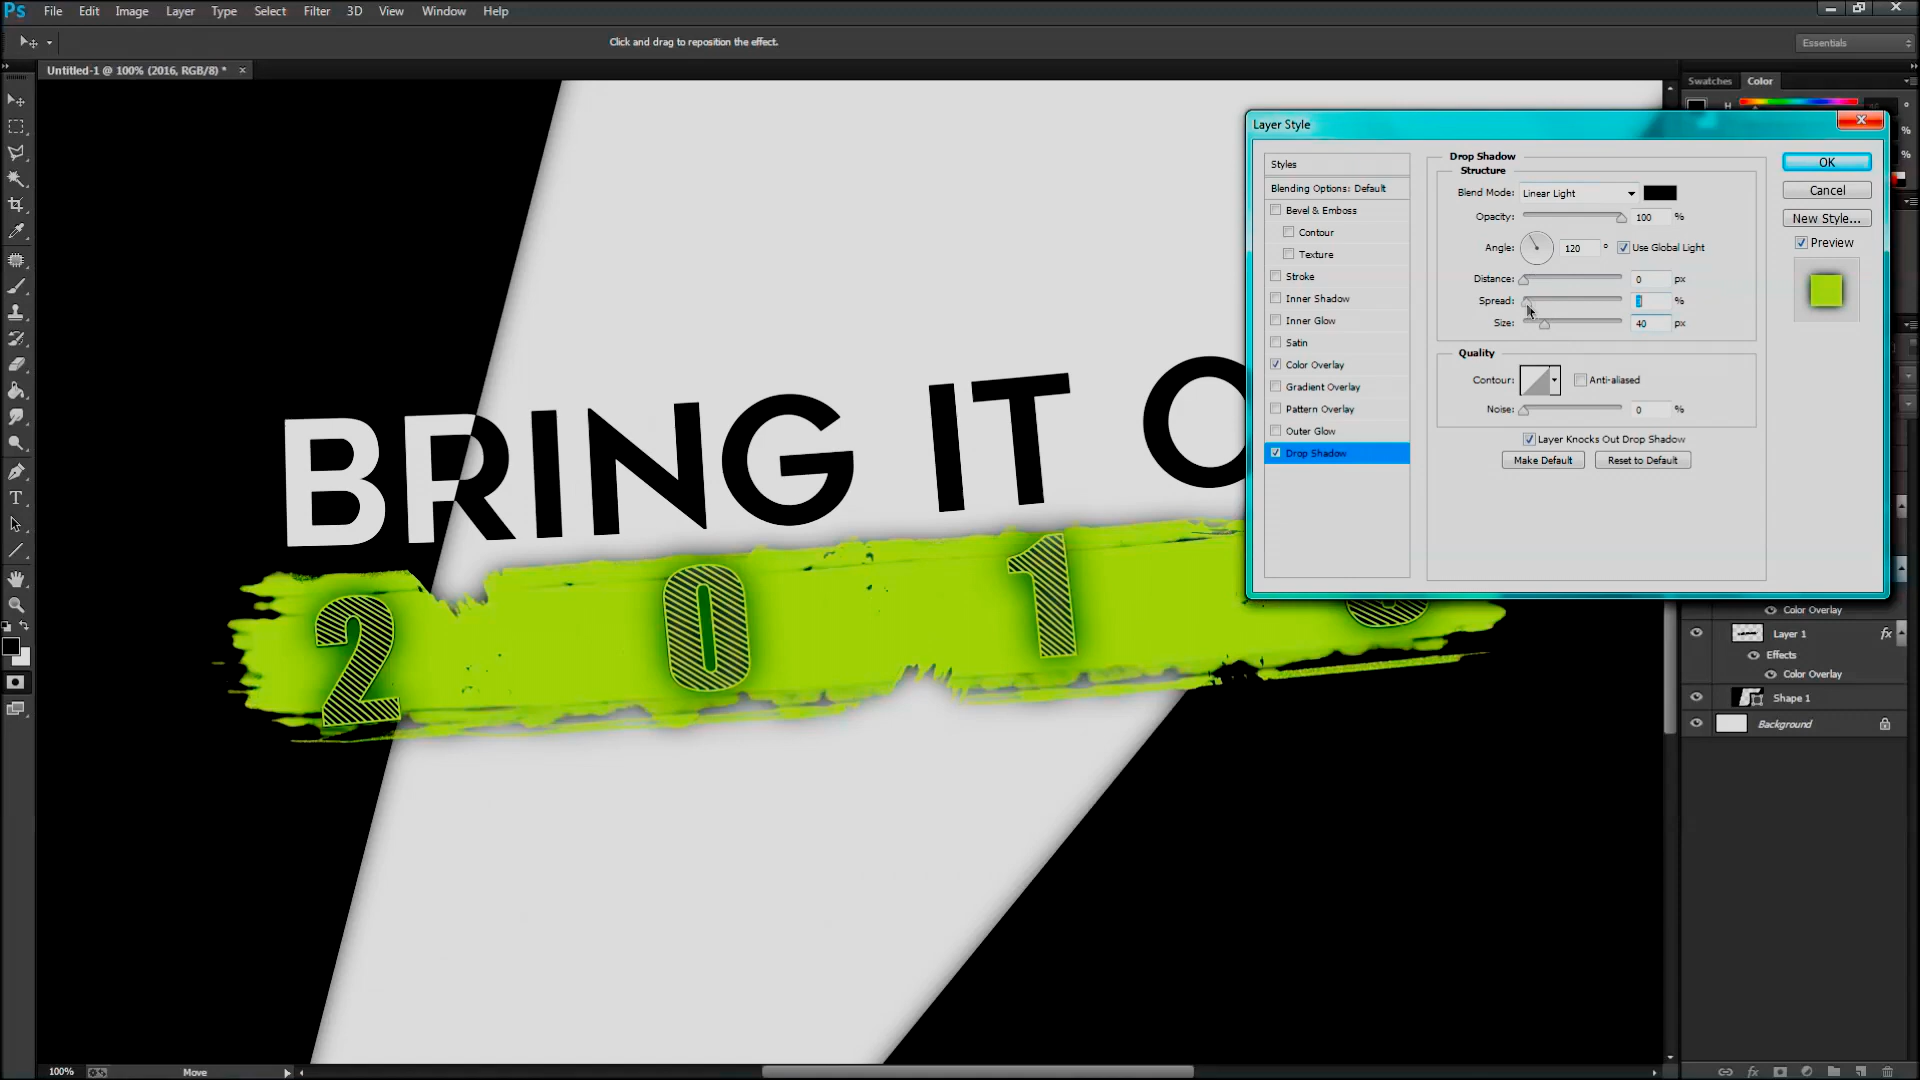 Ps File Edit Image Layer Type Select Filter 3D View Window Help
Click and drag to reposition the effect.
Essentials
Untitled-1 @ 100% (2016, RGB/8) *
Swatches Color
H
°
%
%
Layer Style
Styles
Blending Options: Default
Bevel & Emboss
Contour
Texture
Stroke
Inner Shadow
Inner Glow
Satin
Color Overlay
Gradient Overlay
Pattern Overlay
Outer Glow
Drop Shadow
Drop Shadow
Structure
Blend Mode: Linear Light
Opacity: 100 %
Angle: 120 ° Use Global Light
Distance: 0 px
Spread: %
Size: 40 px
Quality
Contour: Anti-aliased
Noise: 0 %
Layer Knocks Out Drop Shadow
Make Default Reset to Default
OK
Cancel
New Style...
Preview
BRING IT O
2 0 1
Color Overlay
Layer 1 fx
Effects
Color Overlay
Shape 1
Background
100% Move